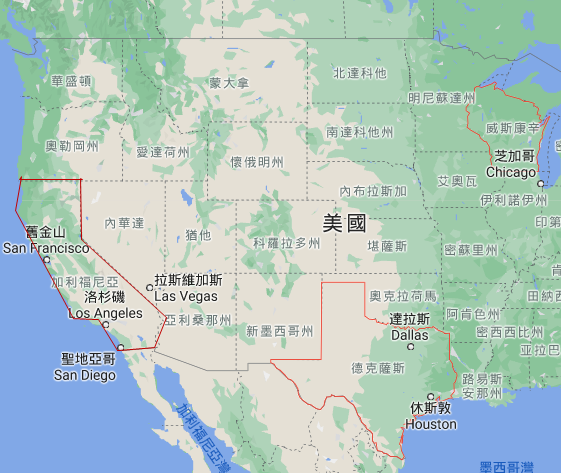 華盛頓
蒙大拿
北達科他
明尼蘇達州
威斯康辛
奧勒岡州
愛達荷州
南達科他州
懷俄明州
芝加哥
Chicago
艾奧瓦
內布拉斯加
伊利諾伊州
內華達
猶他
美國
印第
舊金山
San Francisco
科羅拉多州
堪薩斯
密蘇里州
加利福尼亞
拉斯維加斯
Las Vegas
洛杉磯
Los Angeles
奧克拉荷馬
田納西
亞利桑那州
新墨西哥州
達拉斯
Dallas
阿肯色州
密西西比州
亞拉巴
聖地亞哥
San Diego
德克薩斯
路易斯
安那州
休斯敦
Houston
加利福尼亞灣
墨西哥灣